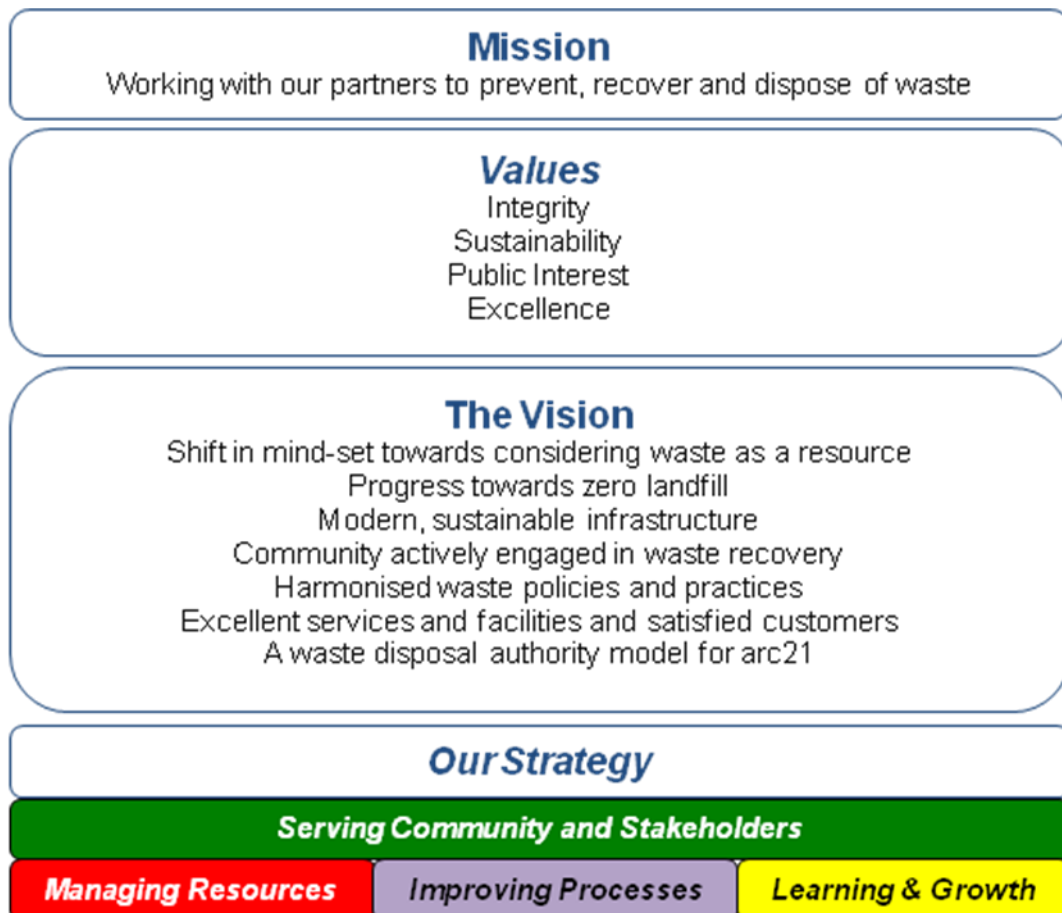 Mission
Working with our partners to prevent, recover and dispose of waste
Values
Integrity
Sustainability
Public Interest
Excellence
The Vision
Shift in mind-set towards considering waste as a resource
Progress towards zero landfill
Modern, sustainable infrastructure
Community actively engaged in waste recovery
Harmonised waste policies and practices
Excellent services and facilities and satisfied customers
A waste disposal authority model for arc21
Our Strategy
Serving Community and Stakeholders
Managing Resources
Improving Processes
Learning & Growth